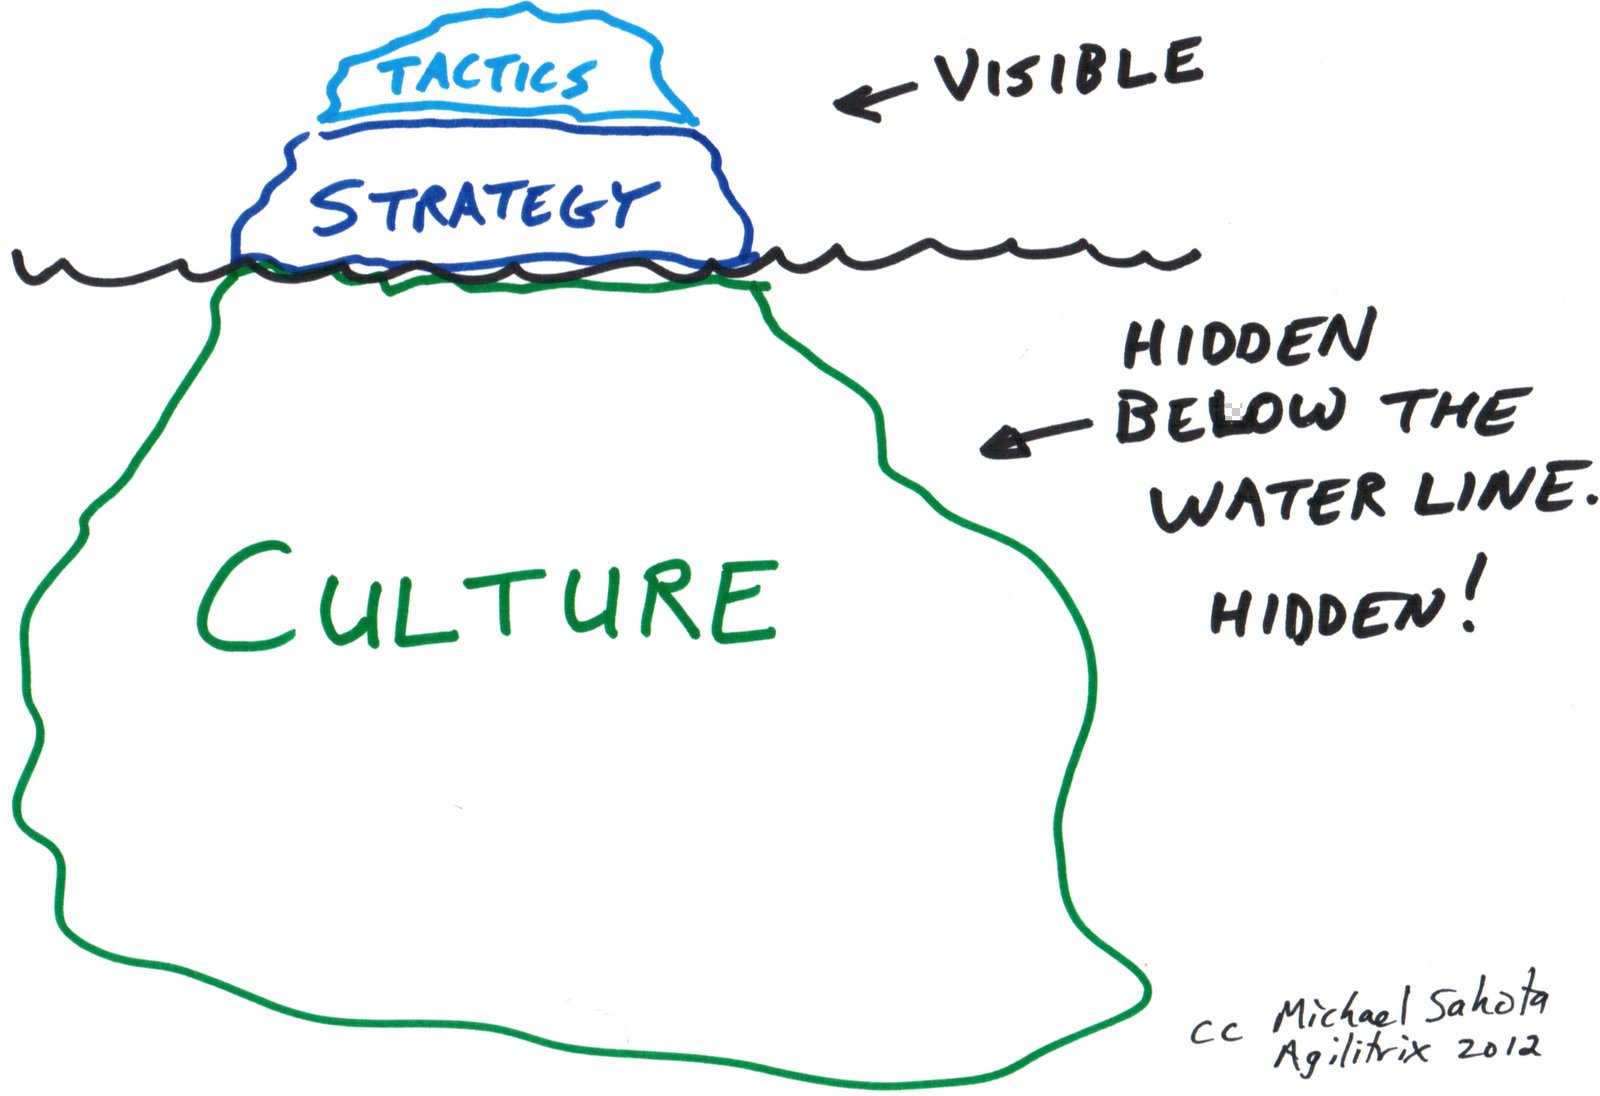 TACTICS
VISIBLE
STRATEGY
HIDDEN
BELOW THE
WATER LINE.
HIDDEN!
CULTURE
cc Michael Sahota
Agilitrix 2012